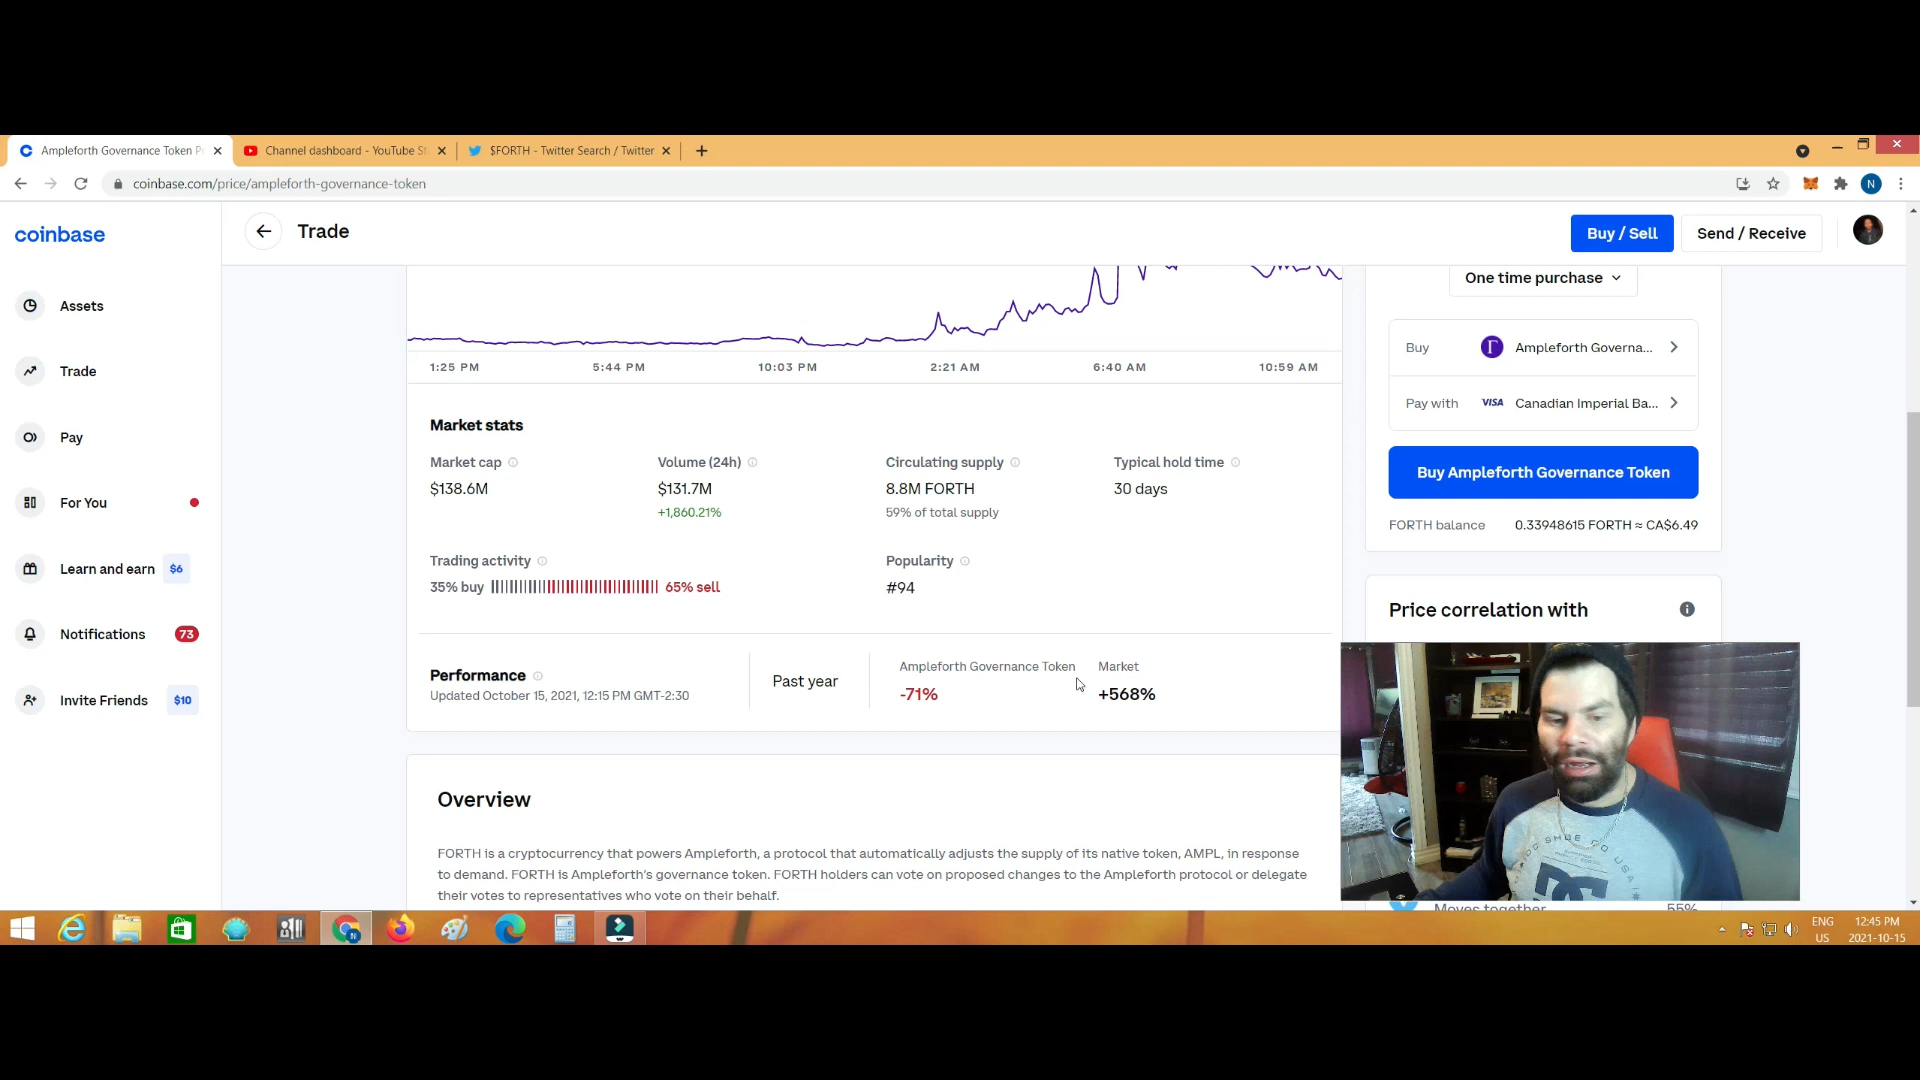 Ampleforth Governance Token P
Channel dashboard - YouTube St
$FORTH - Twitter Search / Twitter
coinbase.com/price/ampleforth-governance-token
N
coinbase
Trade
Buy / Sell
Send / Receive
Assets
Trade
Pay
For You
Learn and earn $6
Notifications 73
Invite Friends $10
1:25 PM 5:44 PM 10:03 PM 2:21 AM 6:40 AM 10:59 AM
Market stats
Market cap
$138.6M
Volume (24h)
$131.7M
+1,860.21%
Circulating supply
8.8M FORTH
59% of total supply
Typical hold time
30 days
Trading activity
35% buy 65% sell
Popularity
#94
Performance
Updated October 15, 2021, 12:15 PM GMT-2:30
Past year
Ampleforth Governance Token
-71%
Market
+568%
Overview
FORTH is a cryptocurrency that powers Ampleforth, a protocol that automatically adjusts the supply of its native token, AMPL, in response
to demand. FORTH is Ampleforth's governance token. FORTH holders can vote on proposed changes to the Ampleforth protocol or delegate
their votes to representatives who vote on their behalf.
One time purchase
Buy Ampleforth Governa...
Pay with VISA Canadian Imperial Ba...
Buy Ampleforth Governance Token
FORTH balance 0.33948615 FORTH ≈ CA$6.49
Price correlation with
Moves together 55%
DC
ENG
US
12:45 PM
2021-10-15